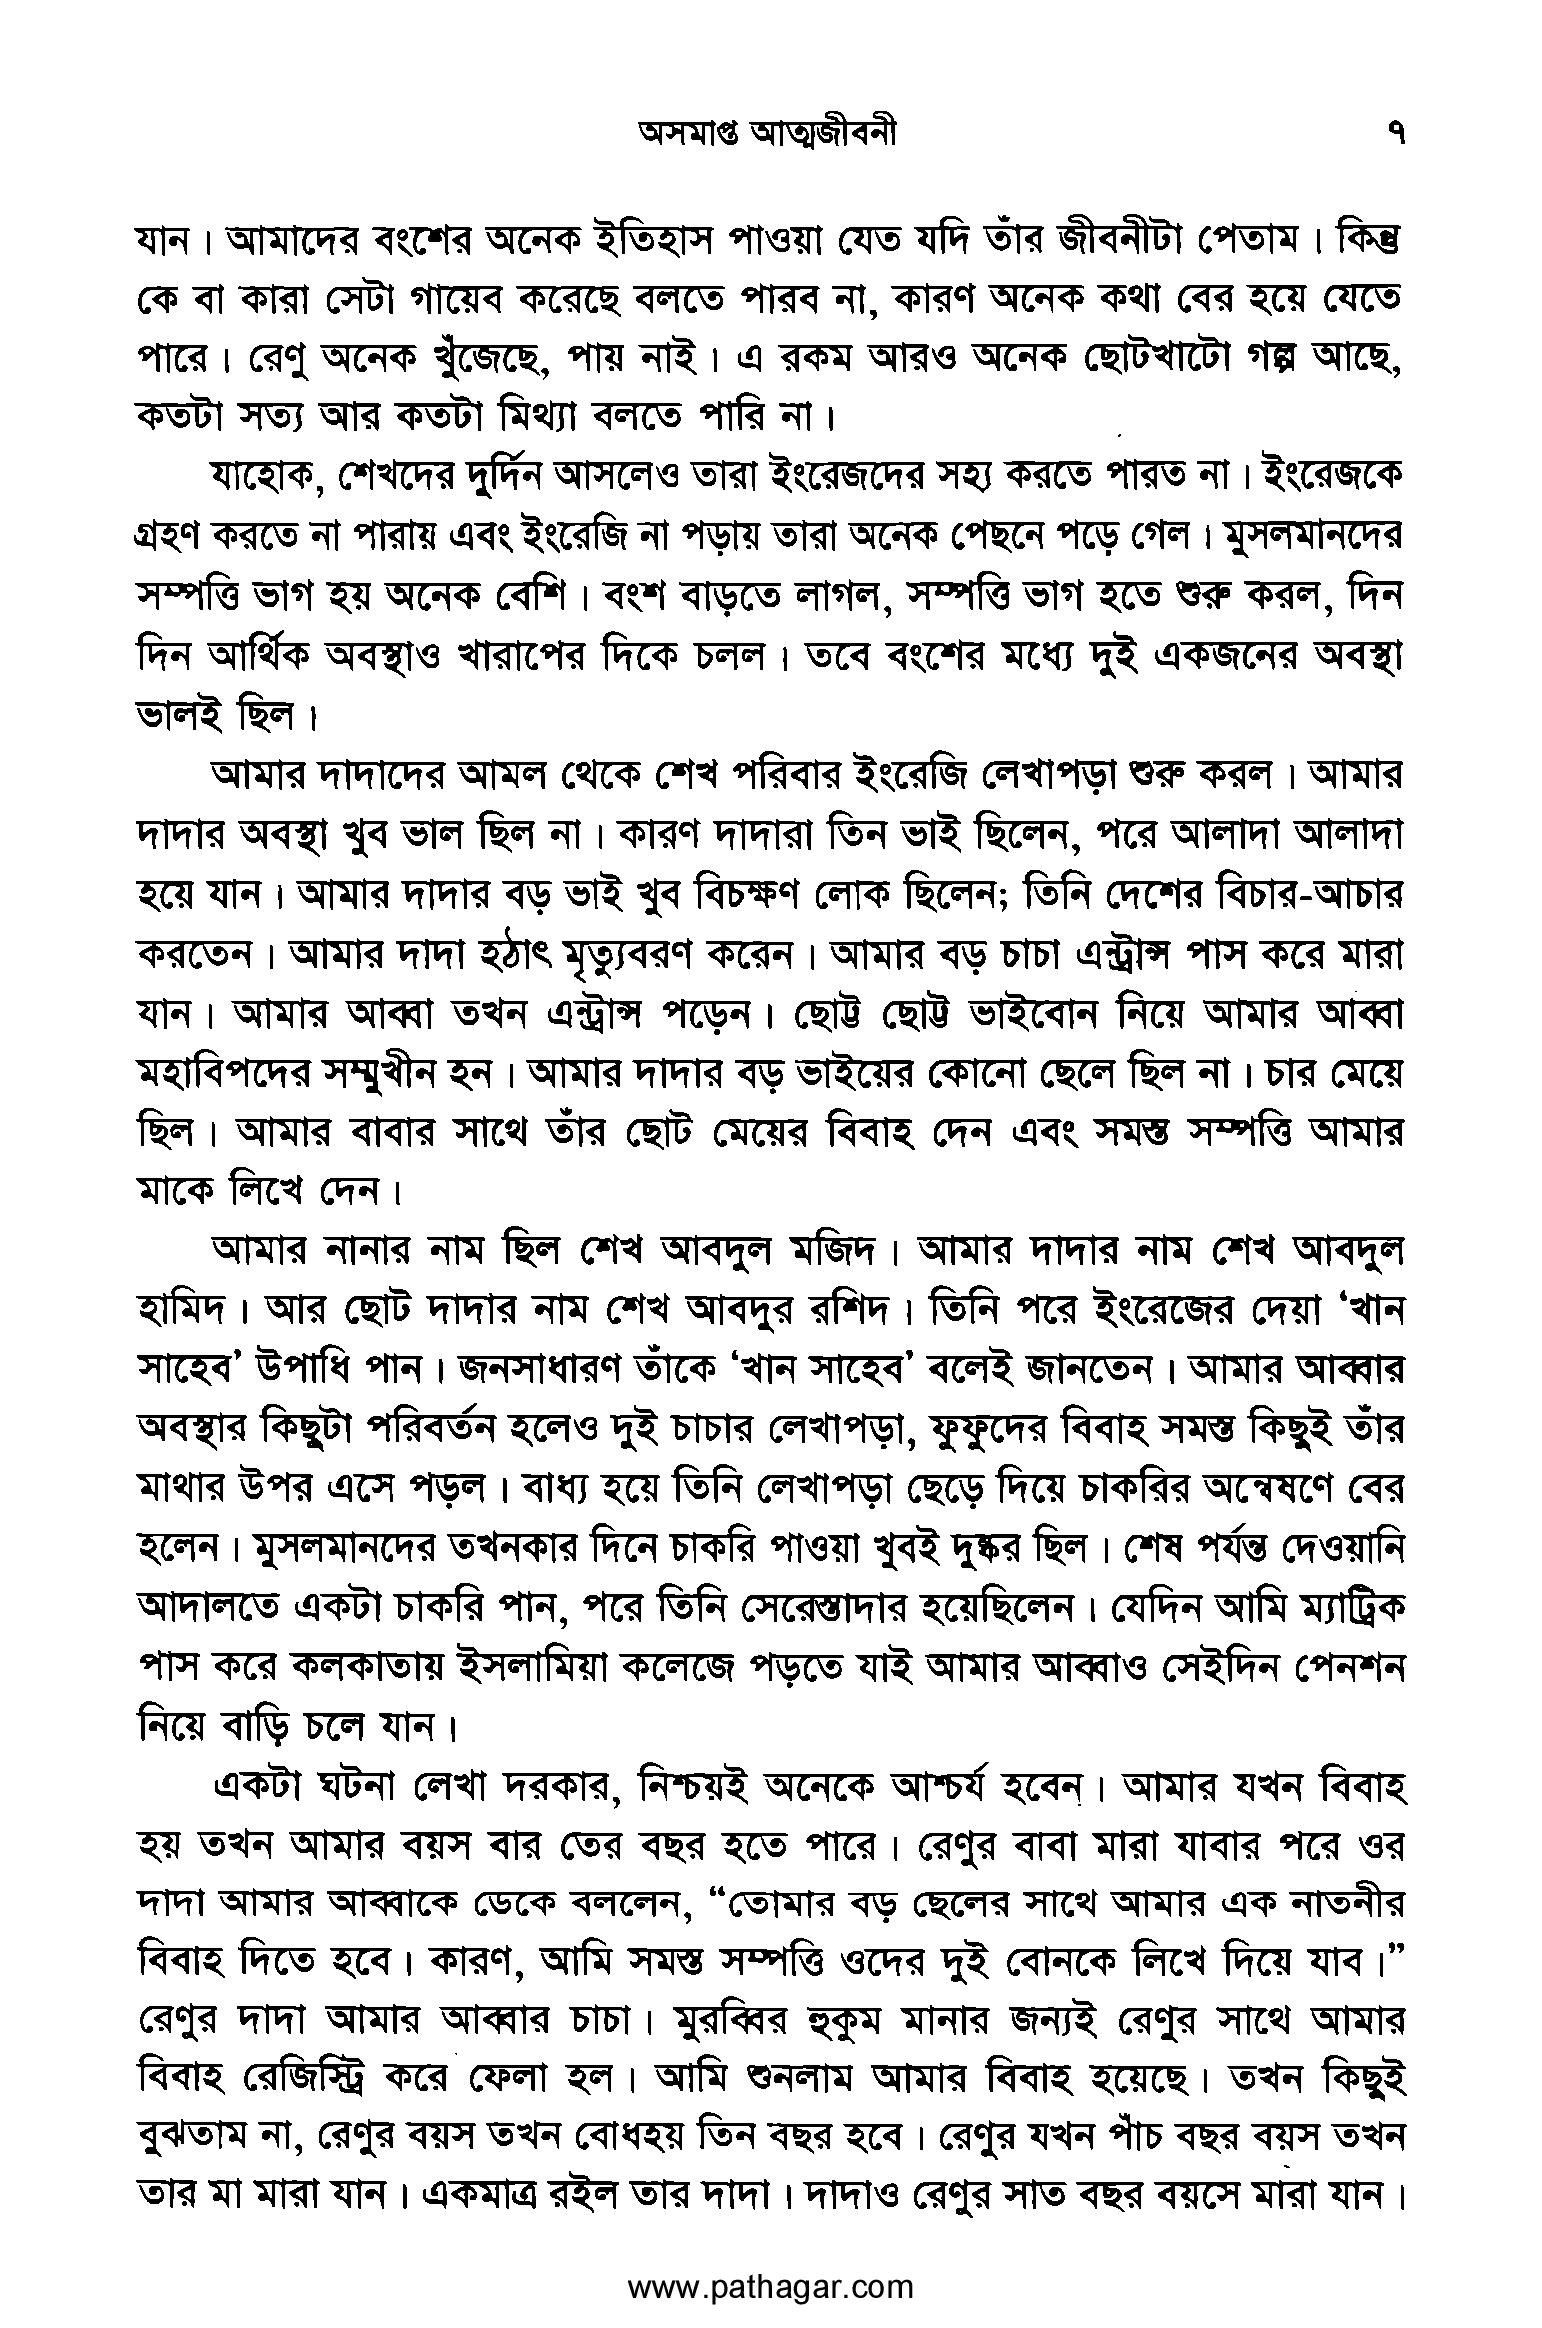 অসমাপ্ত আত্মজীবনী ৭
যান। আমাদের বংশের অনেক ইতিহাস পাওয়া যেত যদি তাঁর জীবনীটা পেতাম। কিন্তু
কে বা কারা সেটা গায়েব করেছে বলতে পারব না, কারণ অনেক কথা বের হয়ে যেতে
পারে। রেণু অনেক খুঁজেছে, পায় নাই। এ রকম আরও অনেক ছোটখাটো গল্প আছে,
কতটা সত্য আর কতটা মিথ্যা বলতে পারি না।
যাহোক, শেখদের দুর্দিন আসলেও তারা ইংরেজদের সহ্য করতে পারত না। ইংরেজকে
গ্রহণ করতে না পারায় এবং ইংরেজি না পড়ায় তারা অনেক পেছনে পড়ে গেল। মুসলমানদের
সম্পত্তি ভাগ হয় অনেক বেশি। বংশ বাড়তে লাগল, সম্পত্তি ভাগ হতে শুরু করল, দিন
দিন আর্থিক অবস্থাও খারাপের দিকে চলল। তবে বংশের মধ্যে দুই একজনের অবস্থা
ভালই ছিল।
আমার দাদাদের আমল থেকে শেখ পরিবার ইংরেজি লেখাপড়া শুরু করল। আমার
দাদার অবস্থা খুব ভাল ছিল না। কারণ দাদারা তিন ভাই ছিলেন, পরে আলাদা আলাদা
হয়ে যান। আমার দাদার বড় ভাই খুব বিচক্ষণ লোক ছিলেন; তিনি দেশের বিচার-আচার
করতেন। আমার দাদা হঠাৎ মৃত্যুবরণ করেন। আমার বড় চাচা এন্ট্রান্স পাস করে মারা
যান। আমার আব্বা তখন এন্ট্রান্স পড়েন। ছোট্ট ছোট্ট ভাইবোন নিয়ে আমার আব্বা
মহাবিপদের সম্মুখীন হন। আমার দাদার বড় ভাইয়ের কোনো ছেলে ছিল না। চার মেয়ে
ছিল। আমার বাবার সাথে তাঁর ছোট মেয়ের বিবাহ দেন এবং সমস্ত সম্পত্তি আমার
মাকে লিখে দেন।
আমার নানার নাম ছিল শেখ আবদুল মজিদ। আমার দাদার নাম শেখ আবদুল
হামিদ। আর ছোট দাদার নাম শেখ আবদুর রশিদ। তিনি পরে ইংরেজের দেয়া ‘খান
সাহেব’ উপাধি পান। জনসাধারণ তাঁকে ‘খান সাহেব’ বলেই জানতেন। আমার আব্বার
অবস্থার কিছুটা পরিবর্তন হলেও দুই চাচার লেখাপড়া, ফুফুদের বিবাহ সমস্ত কিছুই তাঁর
মাথার উপর এসে পড়ল। বাধ্য হয়ে তিনি লেখাপড়া ছেড়ে দিয়ে চাকরির অন্বেষণে বের
হলেন। মুসলমানদের তখনকার দিনে চাকরি পাওয়া খুবই দুষ্কর ছিল। শেষ পর্যন্ত দেওয়ানি
আদালতে একটা চাকরি পান, পরে তিনি সেরেস্তাদার হয়েছিলেন। যেদিন আমি ম্যাট্রিক
পাস করে কলকাতায় ইসলামিয়া কলেজে পড়তে যাই আমার আব্বাও সেইদিন পেনশন
নিয়ে বাড়ি চলে যান।
একটা ঘটনা লেখা দরকার, নিশ্চয়ই অনেকে আশ্চর্য হবেন। আমার যখন বিবাহ
হয় তখন আমার বয়স বার তের বছর হতে পারে। রেণুর বাবা মারা যাবার পরে ওর
দাদা আমার আব্বাকে ডেকে বললেন, “তোমার বড় ছেলের সাথে আমার এক নাতনীর
বিবাহ দিতে হবে। কারণ, আমি সমস্ত সম্পত্তি ওদের দুই বোনকে লিখে দিয়ে যাব।”
রেণুর দাদা আমার আব্বার চাচা। মুরব্বির হুকুম মানার জন্যই রেণুর সাথে আমার
বিবাহ রেজিস্ট্রি করে ফেলা হল। আমি শুনলাম আমার বিবাহ হয়েছে। তখন কিছুই
বুঝতাম না, রেণুর বয়স তখন বোধহয় তিন বছর হবে। রেণুর যখন পাঁচ বছর বয়স তখন
তার মা মারা যান। একমাত্র রইল তার দাদা। দাদাও রেণুর সাত বছর বয়সে মারা যান।
www.pathagar.com